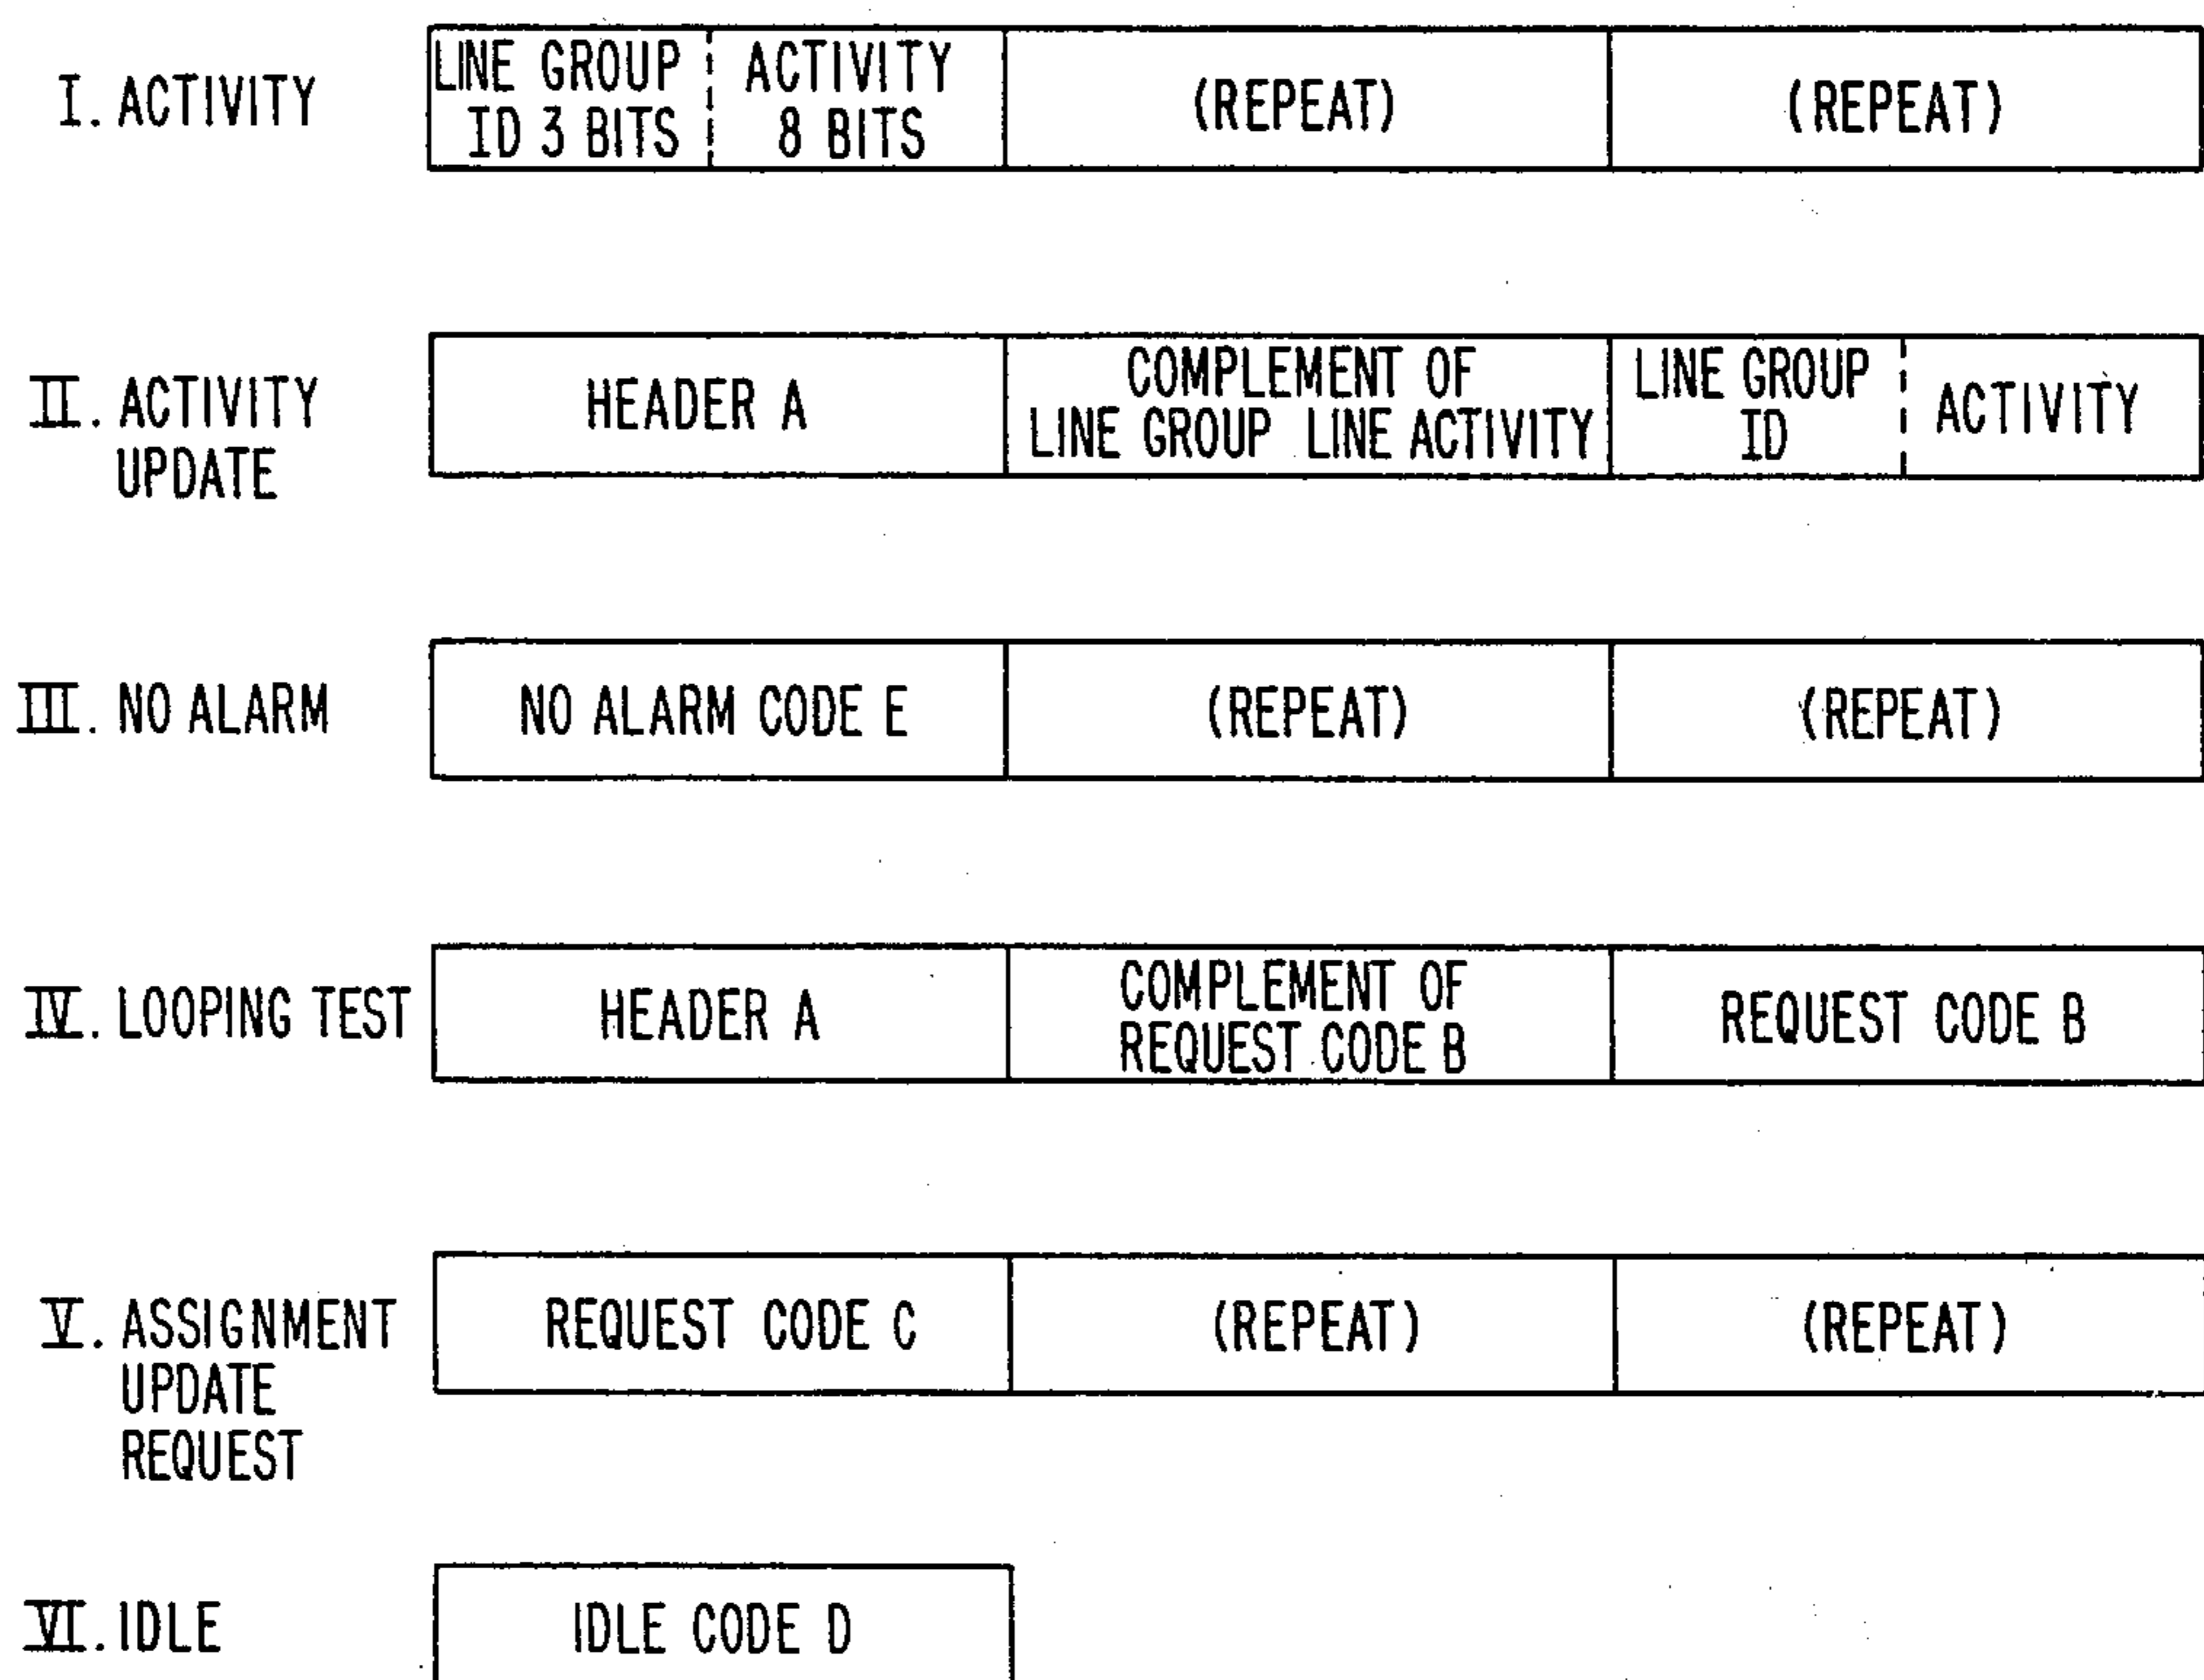 I. ACTIVITY
LINE GROUP ID 3 BITS
ACTIVITY 8 BITS
(REPEAT)
(REPEAT)
II. ACTIVITY UPDATE
HEADER A
COMPLEMENT OF
LINE GROUP LINE ACTIVITY
LINE GROUP ID
ACTIVITY
III. NO ALARM
NO ALARM CODE E
(REPEAT)
(REPEAT)
IV. LOOPING TEST
HEADER A
COMPLEMENT OF
REQUEST CODE B
REQUEST CODE B
V. ASSIGNMENT
UPDATE
REQUEST
REQUEST CODE C
(REPEAT)
(REPEAT)
VI. IDLE
IDLE CODE D